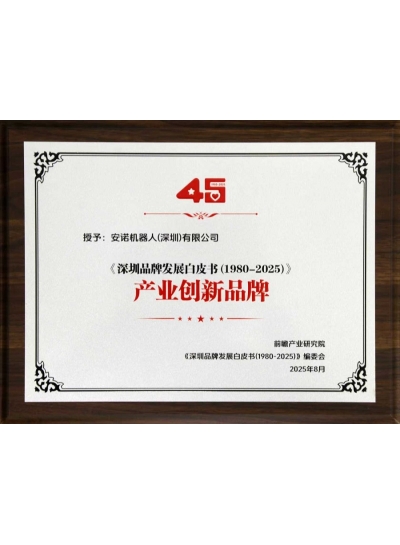 45
授予：安诺机器人(深圳)有限公司
《深圳品牌发展白皮书(1980-2025)》
产业创新品牌
前瞻产业研究院
《深圳品牌发展白皮书(1980-2025)》编委会
2025年8月